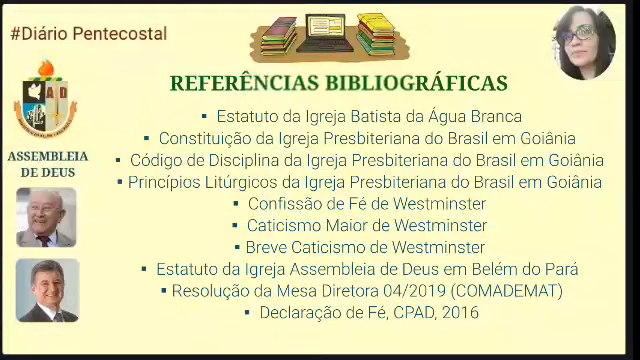 #Diário Pentecostal
REFERÊNCIAS BIBLIOGRÁFICAS
▪ Estatuto da Igreja Batista da Água Branca
▪ Constituição da Igreja Presbiteriana do Brasil em Goiânia
▪ Código de Disciplina da Igreja Presbiteriana do Brasil em Goiânia
▪ Princípios Litúrgicos da Igreja Presbiteriana do Brasil em Goiânia
▪ Confissão de Fé de Westminster
▪ Caticismo Maior de Westminster
▪ Breve Caticismo de Westminster
▪ Estatuto da Igreja Assembleia de Deus em Belém do Pará
▪ Resolução da Mesa Diretora 04/2019 (COMADEMAT)
▪ Declaração de Fé, CPAD, 2016
AD
ASSEMBLEIA
DE DEUS